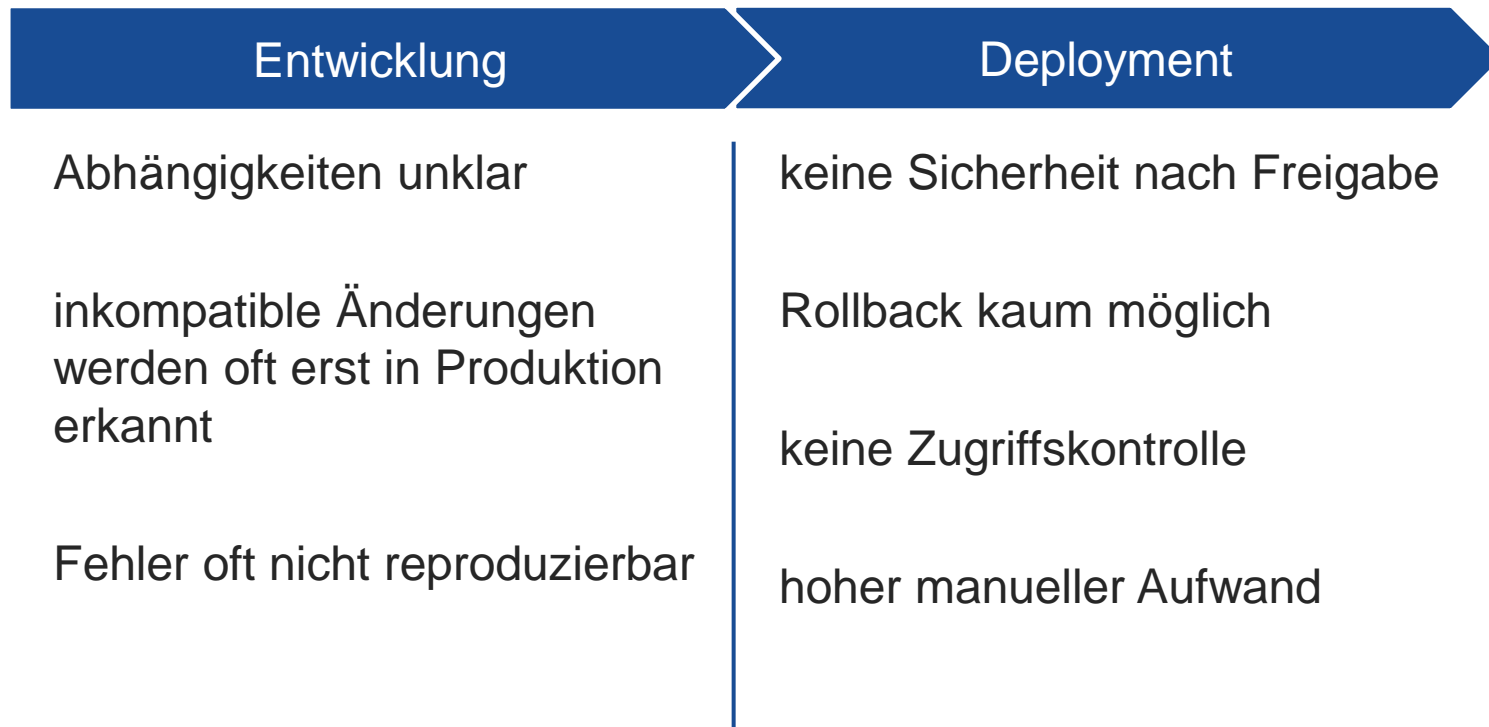 Entwicklung
Deployment
Abhängigkeiten unklar
inkompatible Änderungen
werden oft erst in Produktion
erkannt
Fehler oft nicht reproduzierbar
keine Sicherheit nach Freigabe
Rollback kaum möglich
keine Zugriffskontrolle
hoher manueller Aufwand